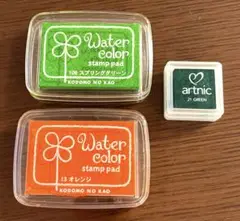 Water
color
stamp pad
126 スプリンググリーン
KODOMO NO KAO
artnic
21 GREEN
Water
color
stamp pad
13 オレンジ
KODOMO NO KAO